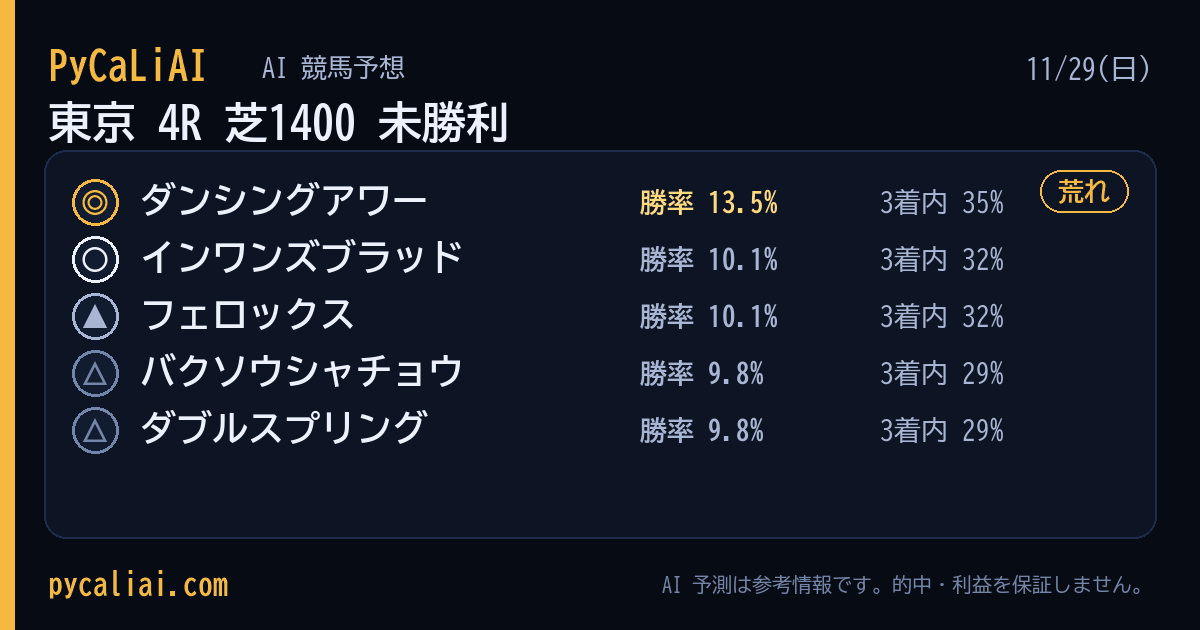 PyCaLiAI AI 競馬予想 11/29(日)
東京 4R 芝1400 未勝利
◎ ダンシングアワー 勝率 13.5% 3着内 35% 荒れ
○ インワンズブラッド 勝率 10.1% 3着内 32%
▲ フェロックス 勝率 10.1% 3着内 32%
△ バクソウシャチョウ 勝率 9.8% 3着内 29%
△ ダブルスプリング 勝率 9.8% 3着内 29%
pycaliai.com AI 予測は参考情報です。的中・利益を保証しません。